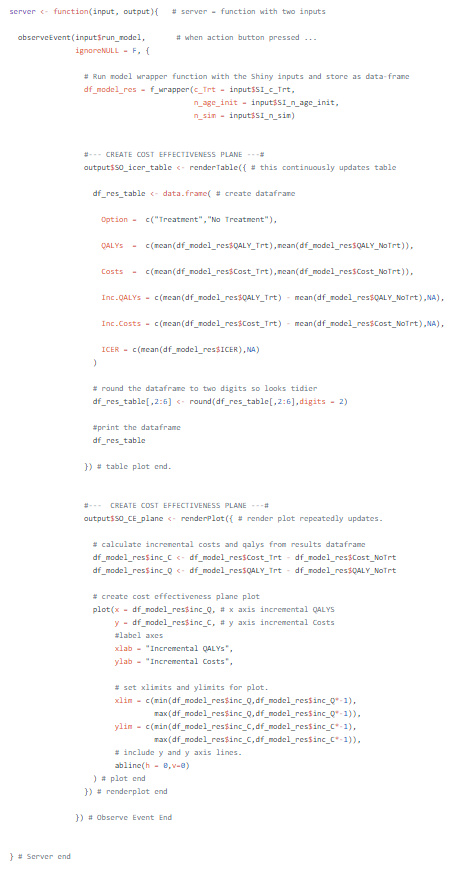 server <- function(input, output){   # server = function with two inputs
observeEvent(input$run_model,       # when action button pressed ...
ignoreNULL = F, {
# Run model wrapper function with the Shiny inputs and store as data-frame
df_model_res = f_wrapper(c_Trt = input$SI_c_Trt,
n_age_init = input$SI_n_age_init,
n_sim = input$SI_n_sim)
#--- CREATE COST EFFECTIVENESS PLANE ---#
output$SO_icer_table <- renderTable({ # this continuously updates table
df_res_table <- data.frame( # create dataframe
Option =  c("Treatment","No Treatment"),
QALYs  =  c(mean(df_model_res$QALY_Trt),mean(df_model_res$QALY_NoTrt)),
Costs  =  c(mean(df_model_res$Cost_Trt),mean(df_model_res$Cost_NoTrt)),
Inc.QALYs = c(mean(df_model_res$QALY_Trt) - mean(df_model_res$QALY_NoTrt),NA),
Inc.Costs = c(mean(df_model_res$Cost_Trt) - mean(df_model_res$Cost_NoTrt),NA),
ICER = c(mean(df_model_res$ICER),NA)
)
# round the dataframe to two digits so looks tidier
df_res_table[,2:6] <- round(df_res_table[,2:6],digits = 2)
#print the dataframe
df_res_table
}) # table plot end.
#---  CREATE COST EFFECTIVENESS PLANE ---#
output$SO_CE_plane <- renderPlot({ # render plot repeatedly updates.
# calculate incremental costs and qalys from results dataframe
df_model_res$inc_C <- df_model_res$Cost_Trt - df_model_res$Cost_NoTrt
df_model_res$inc_Q <- df_model_res$QALY_Trt - df_model_res$QALY_NoTrt
# create cost effectiveness plane plot
plot(x = df_model_res$inc_Q, # x axis incremental QALYS
y = df_model_res$inc_C, # y axis incremental Costs
#label axes
xlab = "Incremental QALYs",
ylab = "Incremental Costs",
# set xlimits and ylimits for plot.
xlim = c(min(df_model_res$inc_Q,df_model_res$inc_Q*-1),
max(df_model_res$inc_Q,df_model_res$inc_Q*-1)),
ylim = c(min(df_model_res$inc_C,df_model_res$inc_C*-1),
max(df_model_res$inc_C,df_model_res$inc_C*-1)),
# include y and y axis lines.
abline(h = 0,v=0)
) # plot end
}) # renderplot end
}) # Observe Event End
} # Server end